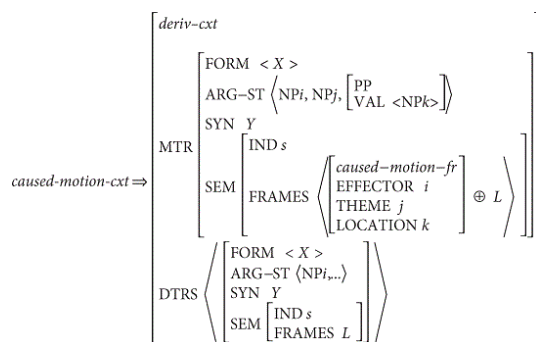 deriv–cxt
FORM < X >
ARG–ST ⟨NPi, NPj, [PP
VAL <NPk>]⟩
SYN Y
MTR
IND s
SEM
caused–motion–fr
EFFECTOR i
FRAMES ⟨[THEME j] ⊕ L⟩
LOCATION k
caused-motion-cxt ⇒
FORM < X >
ARG–ST ⟨NPi,...⟩
DTRS
SYN Y
SEM [IND s
FRAMES L]